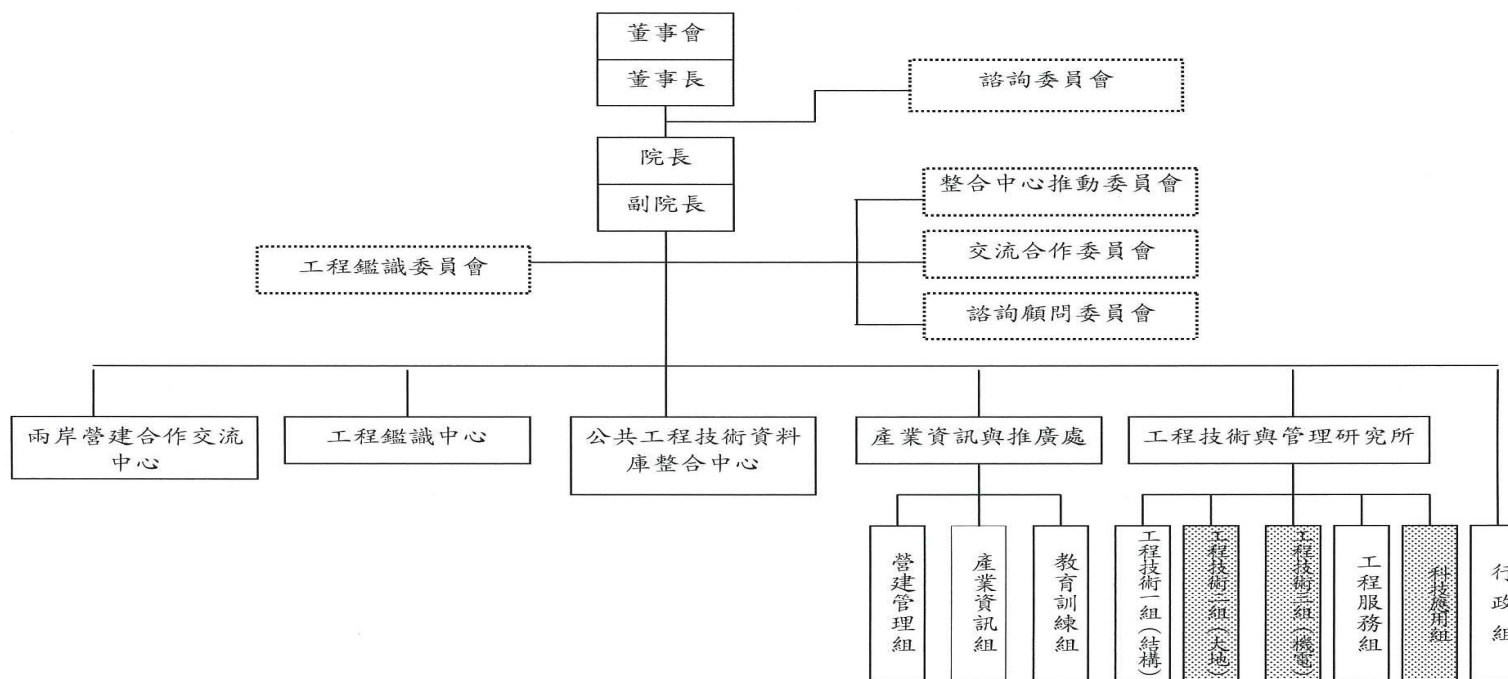 董事會
董事長
諮詢委員會
院長
副院長
整合中心推動委員會
工程鑑識委員會
交流合作委員會
諮詢顧問委員會
兩岸營建合作交流
中心
工程鑑識中心
公共工程技術資料
庫整合中心
產業資訊與推廣處
工程技術與管理研究所
營建管理組
產業資訊組
教育訓練組
工程技術一組(結構)
工程技術二組(大地)
工程技術三組(機電)
工程服務組
科技應用組
行政組